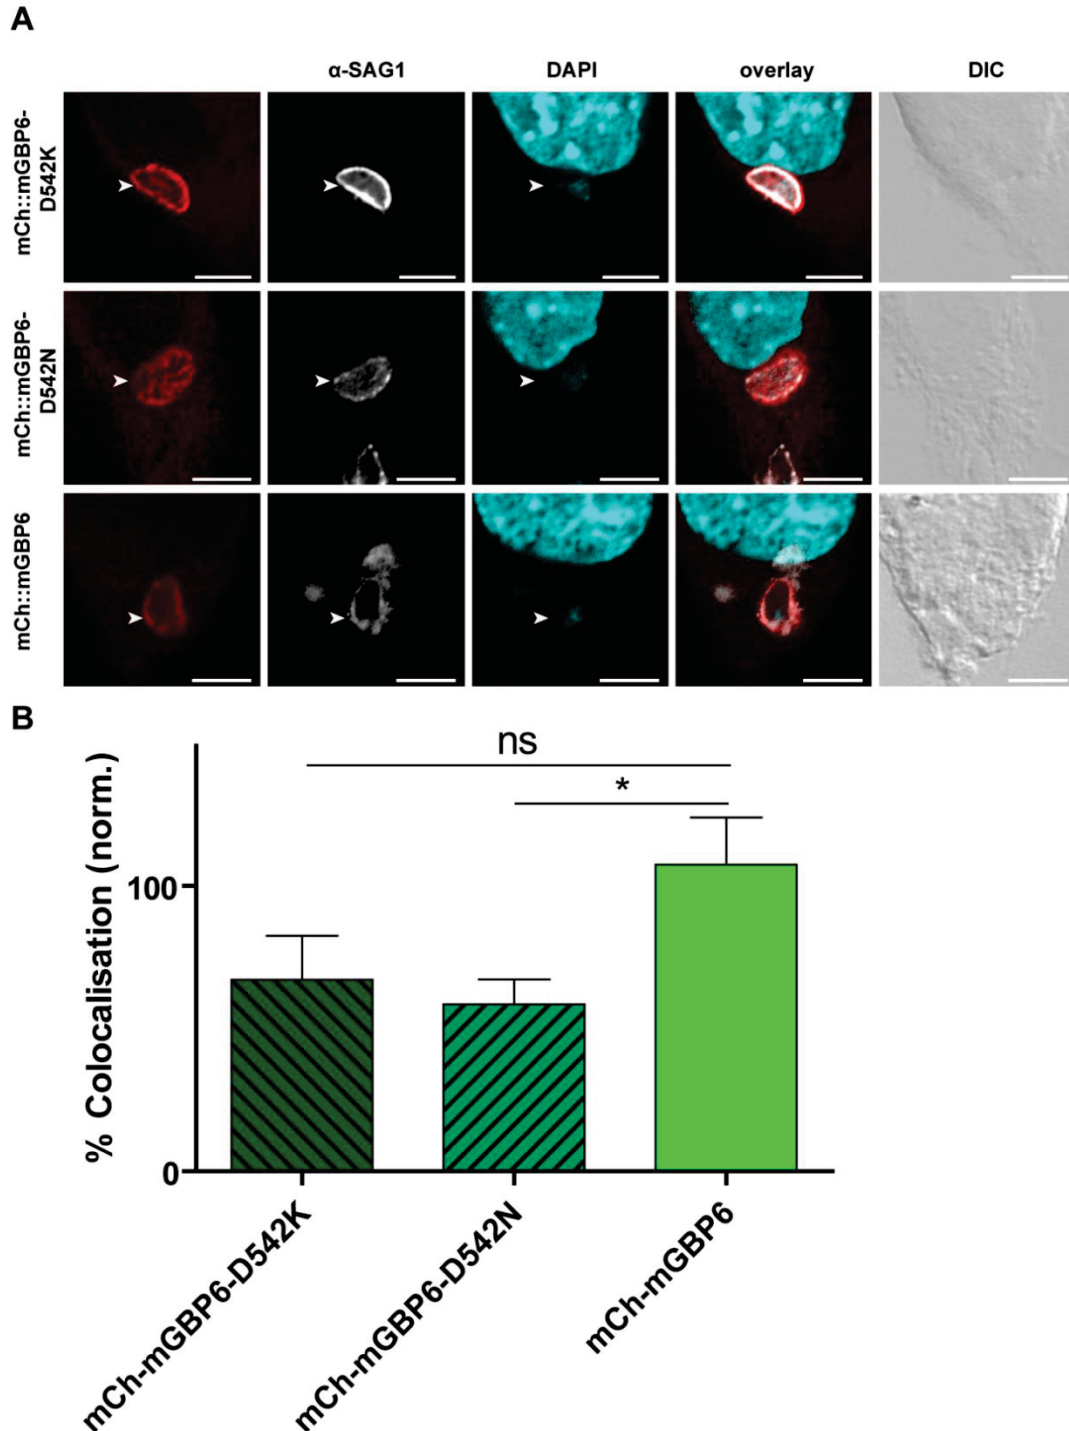 A
α-SAG1 DAPI overlay DIC
mCh::mGBP6-
D542K
mCh::mGBP6-
D542N
mCh::mGBP6
B
ns
*
% Colocalisation (norm.)
100
0
mCh-mGBP6-D542K
mCh-mGBP6-D542N
mCh-mGBP6